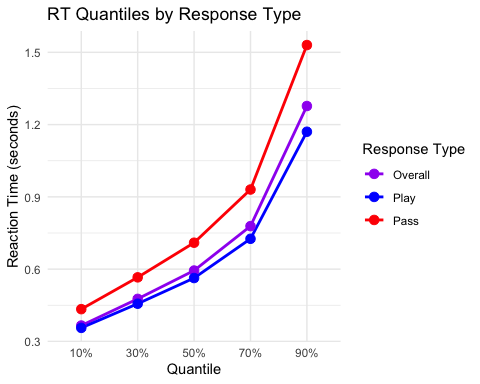 RT Quantiles by Response Type
Reaction Time (seconds)
1.5
1.2
0.9
0.6
0.3
10% 30% 50% 70% 90%
Quantile
Response Type
Overall
Play
Pass